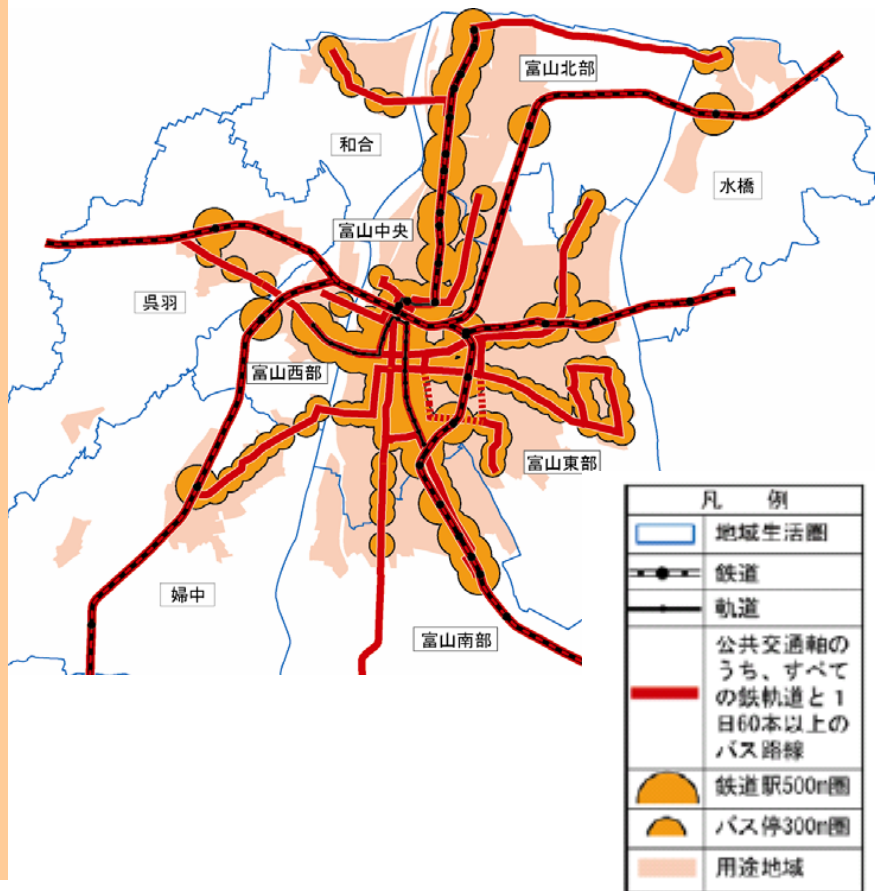 富山北部
和合
水橋
富山中央
呉羽
富山西部
富山東部
婦中
富山南部
凡 例
地域生活圏
鉄道
軌道
公共交通軸の
うち、すべて
の鉄軌道と1
日60本以上の
バス路線
鉄道駅500m圏
バス停300m圏
用途地域